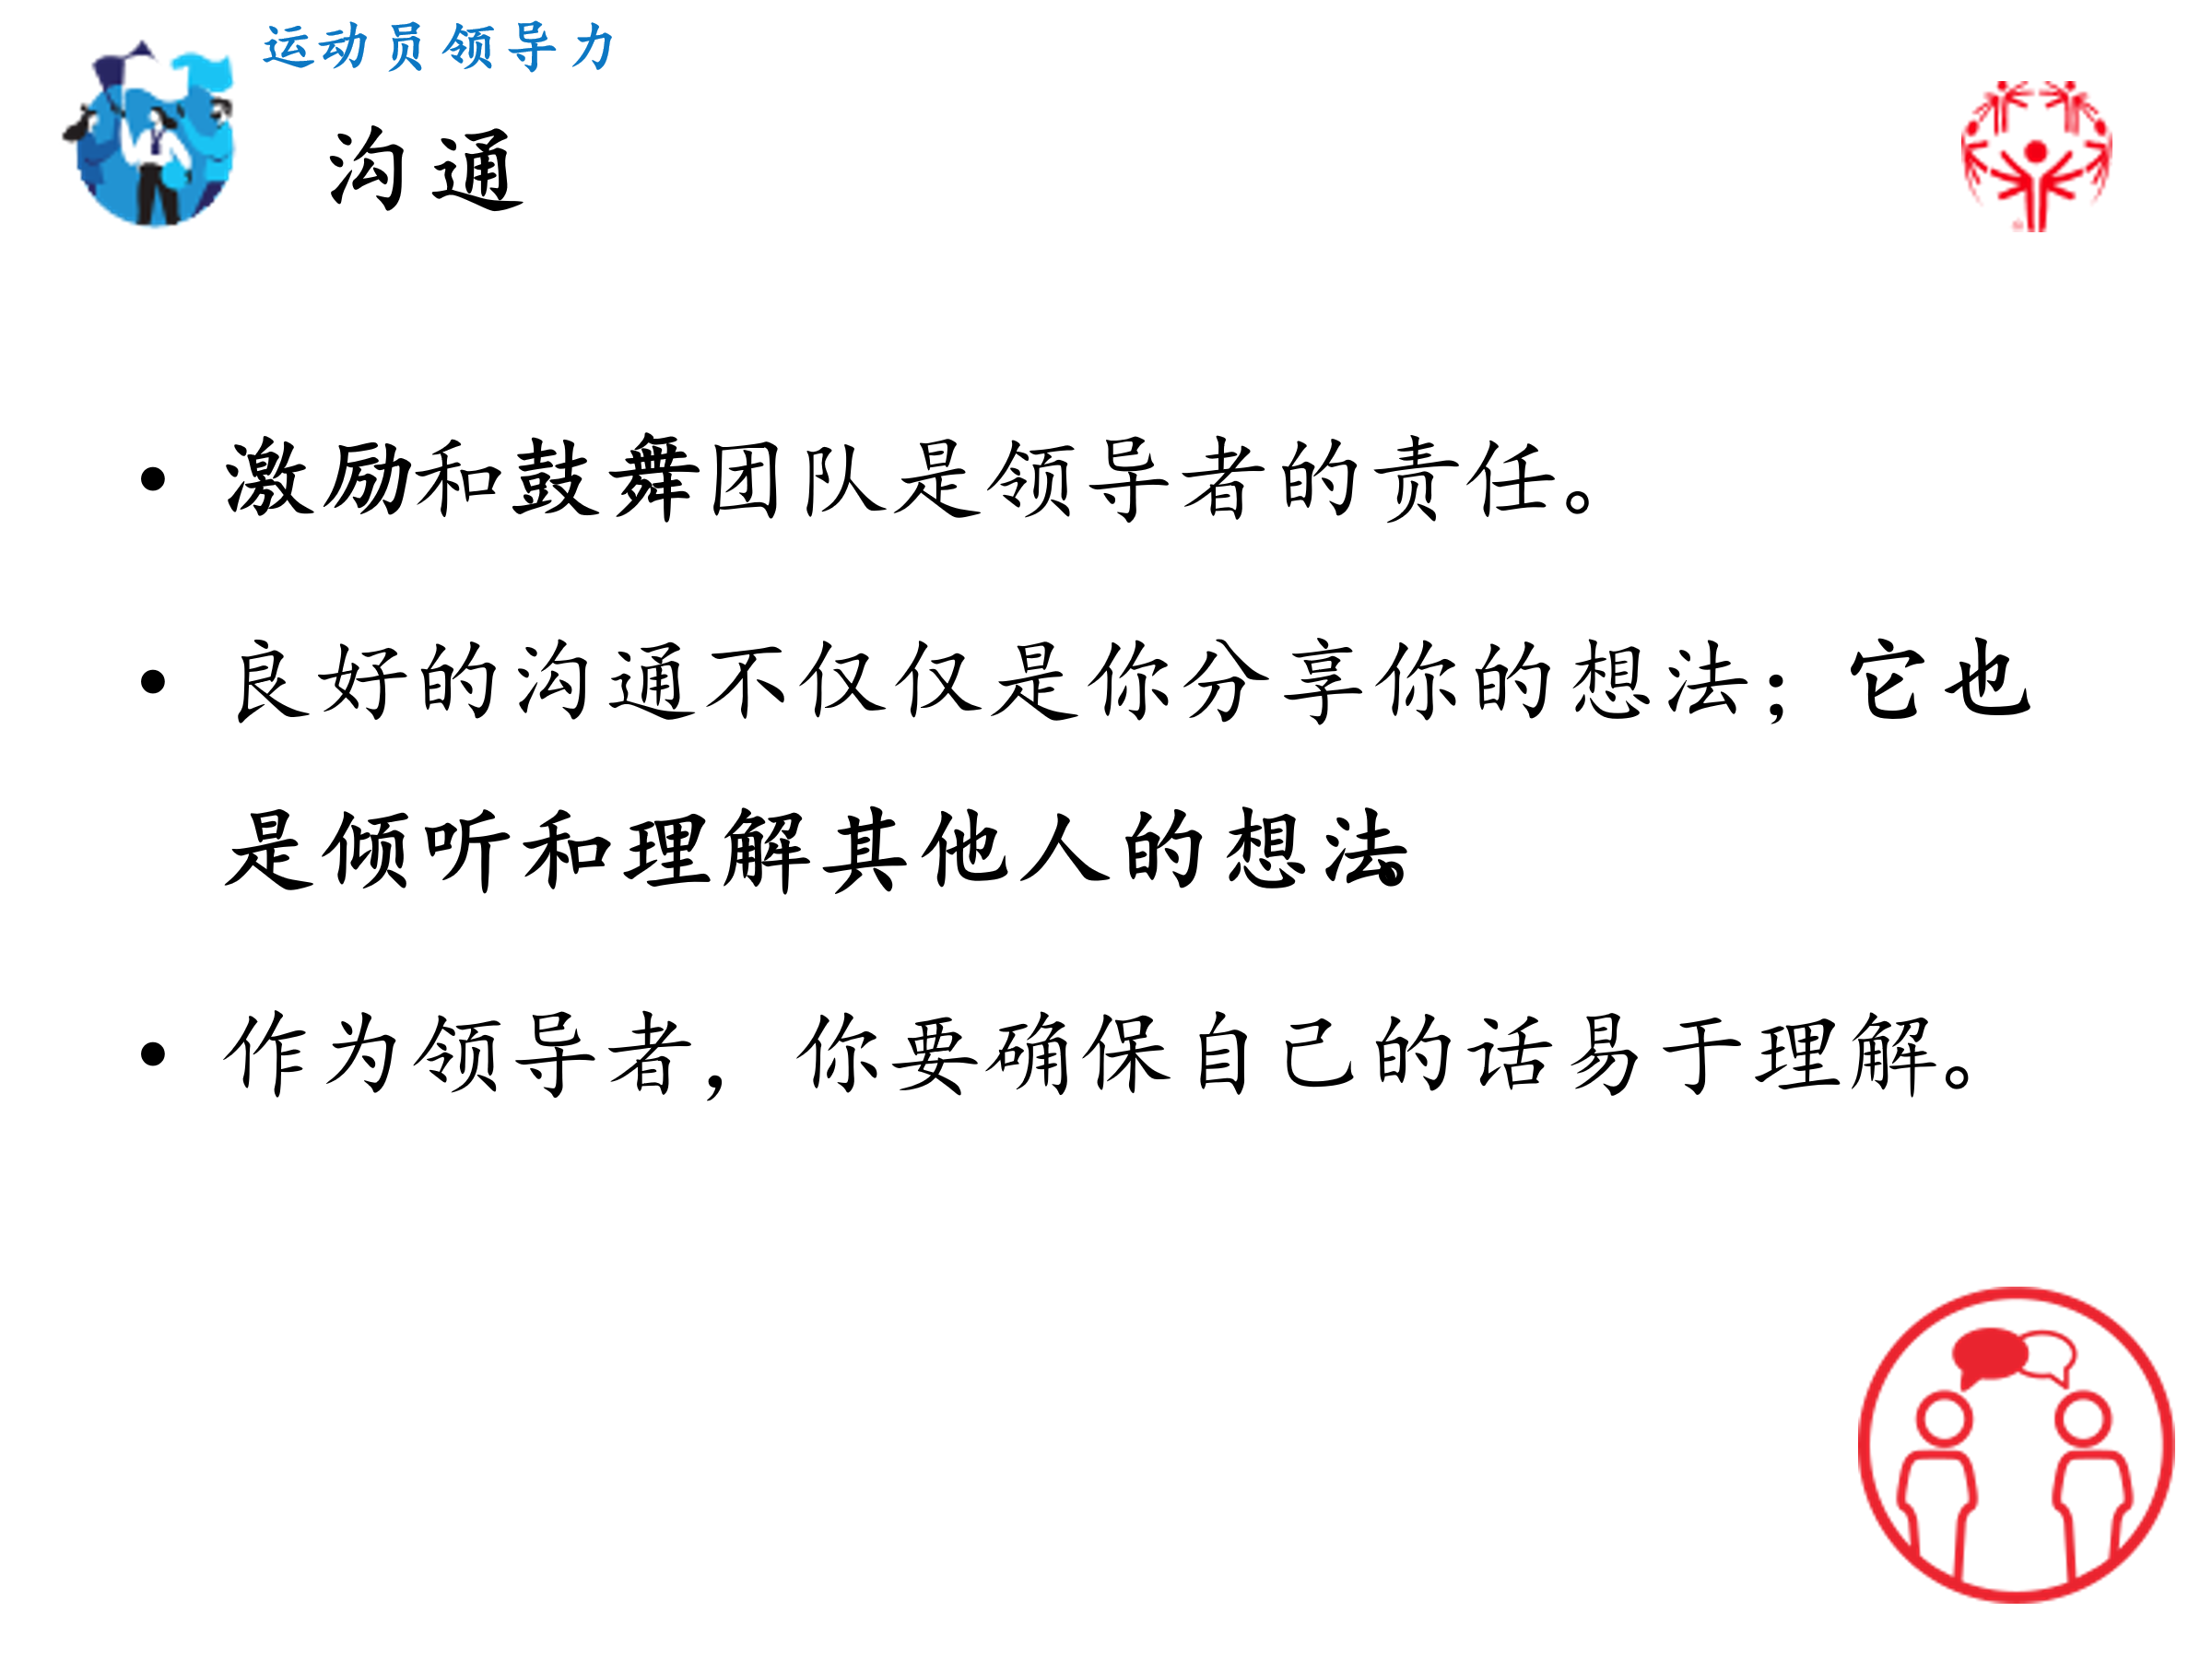 运动员领导力
沟通
• 激励和鼓舞团队是领导者的责任。
• 良好的沟通不仅仅是你分享你的想法；它也
是倾听和理解其他人的想法。
• 作为领导者，你要确保自己的话易于理解。